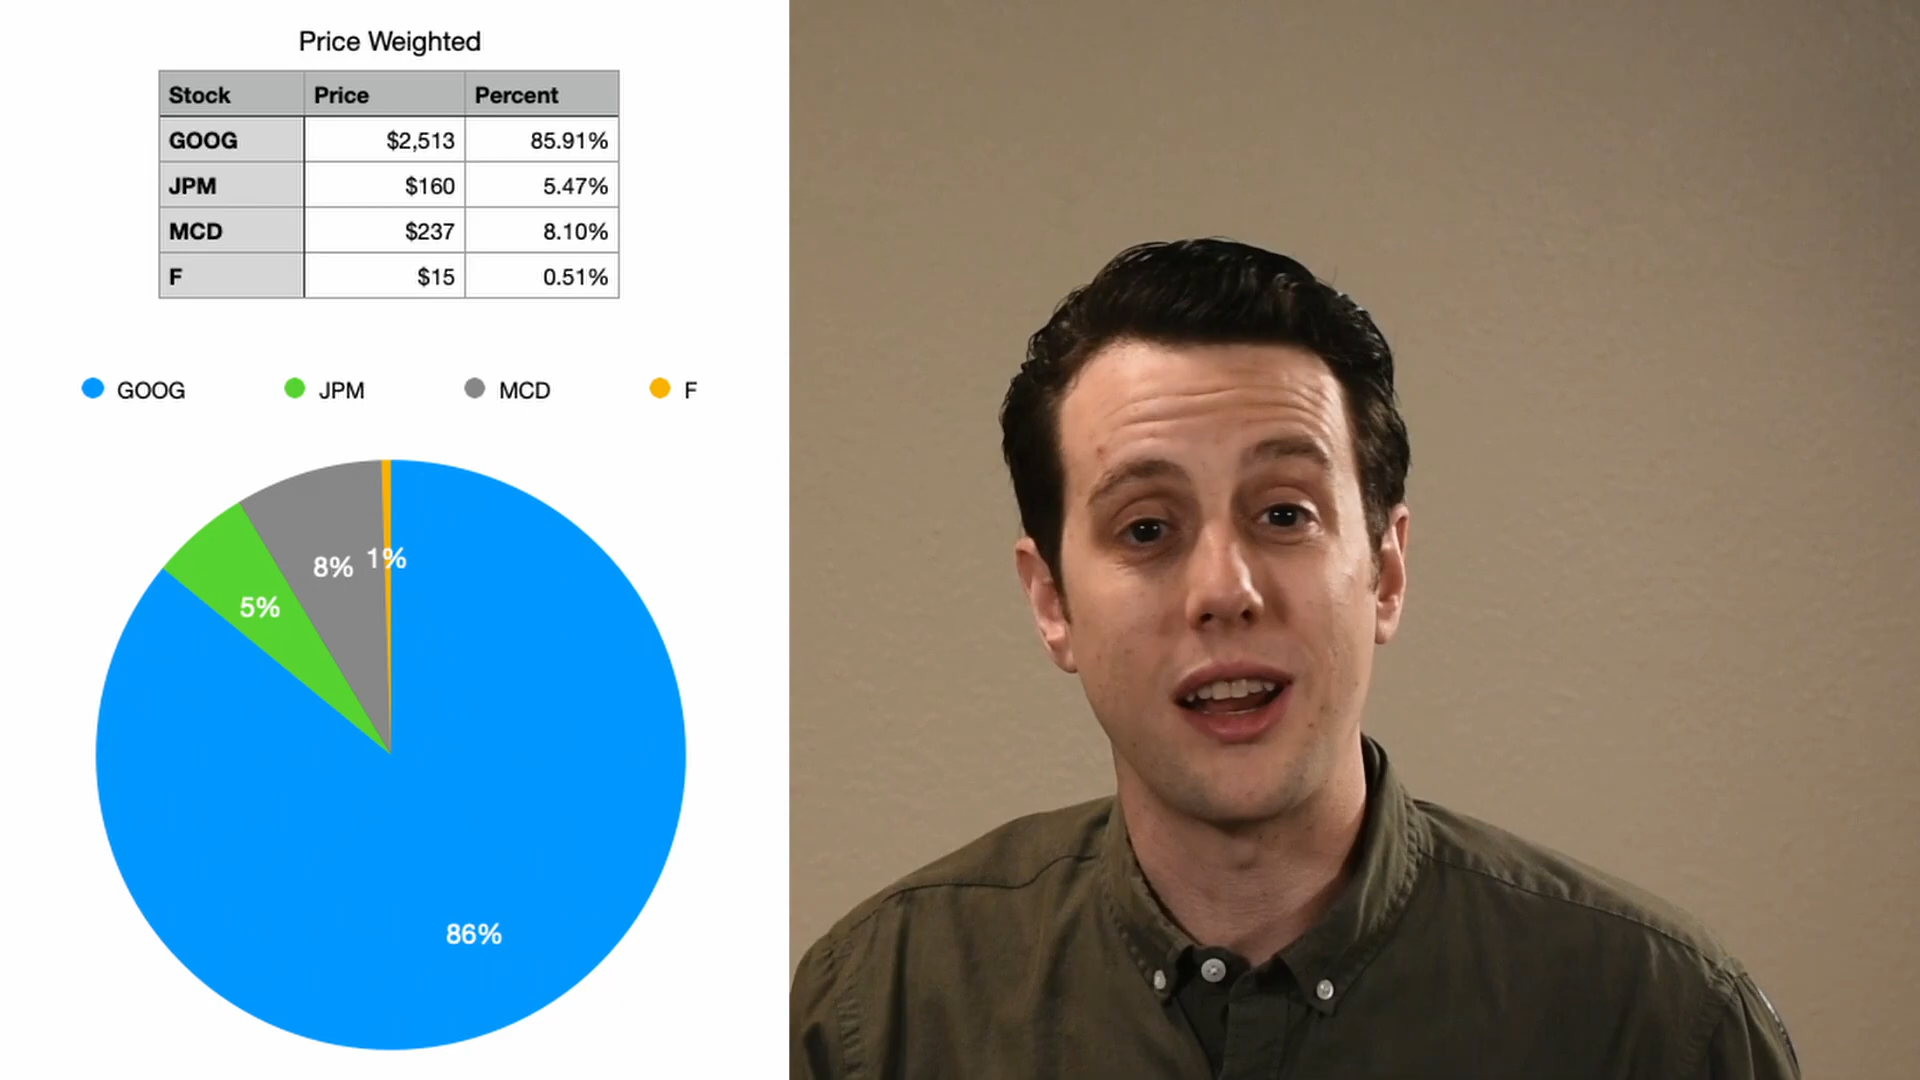 Price Weighted
Stock Price Percent
GOOG $2,513 85.91%
JPM $160 5.47%
MCD $237 8.10%
F $15 0.51%
GOOG JPM MCD F
8% 1%
5%
86%